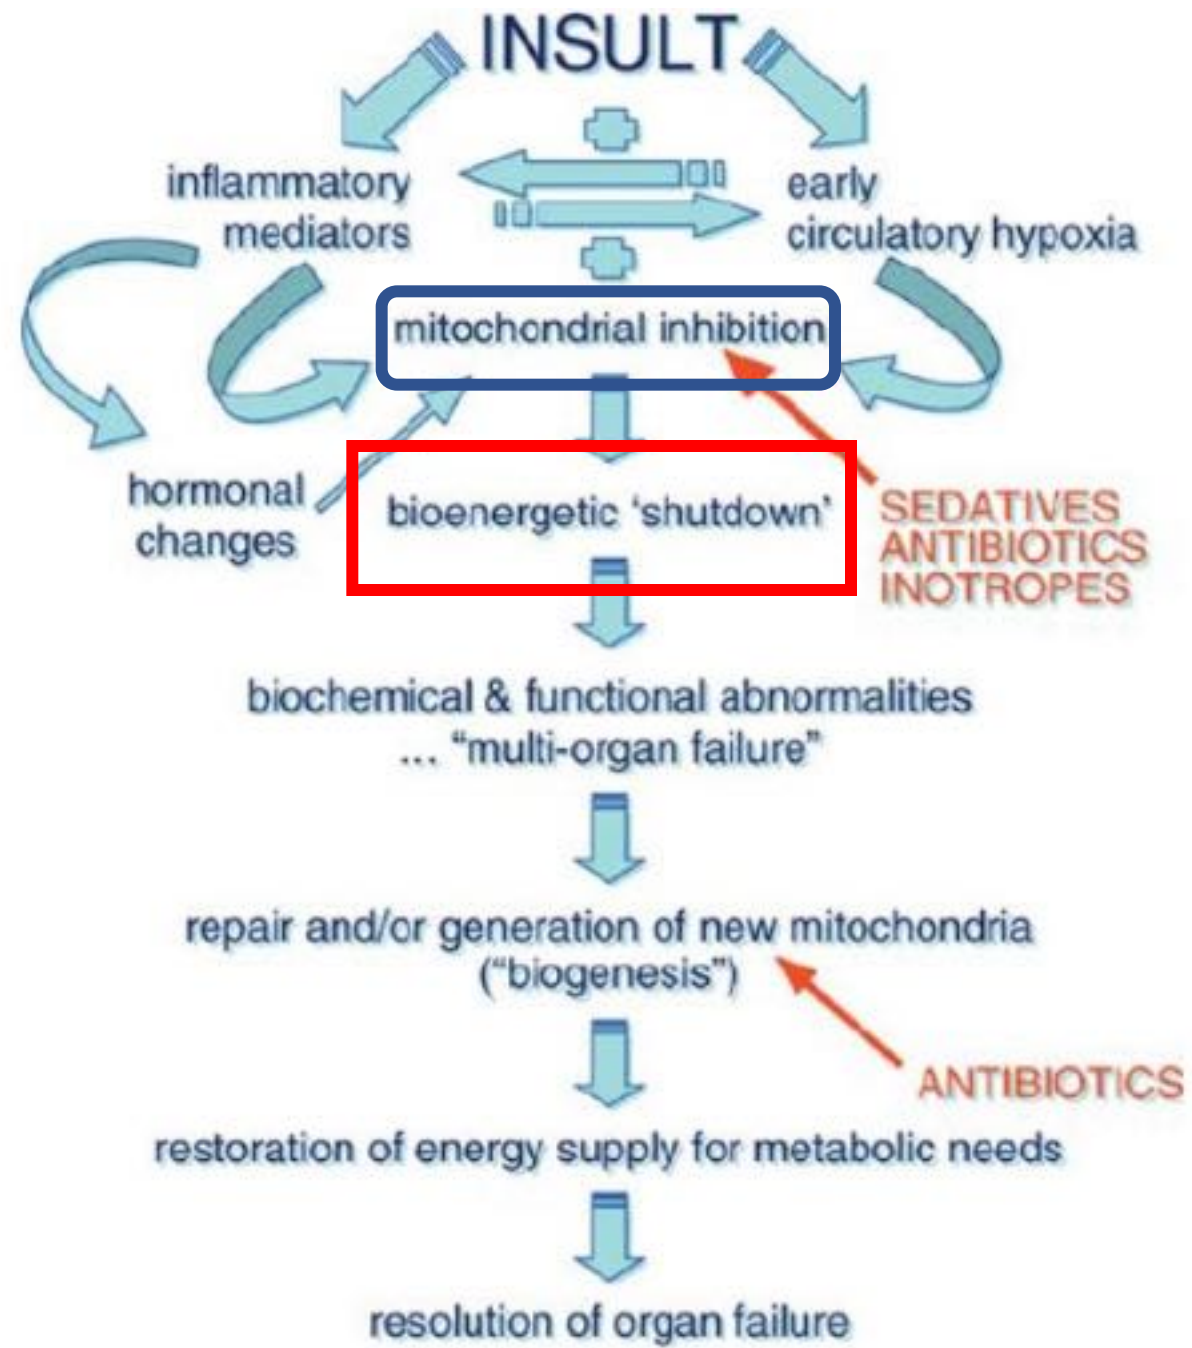 INSULT
inflammatory
mediators
early
circulatory hypoxia
mitochondrial inhibition
hormonal
changes
bioenergetic ‘shutdown’
SEDATIVES
ANTIBIOTICS
INOTROPES
biochemical & functional abnormalities
... “multi-organ failure”
repair and/or generation of new mitochondria
(“biogenesis”)
ANTIBIOTICS
restoration of energy supply for metabolic needs
resolution of organ failure